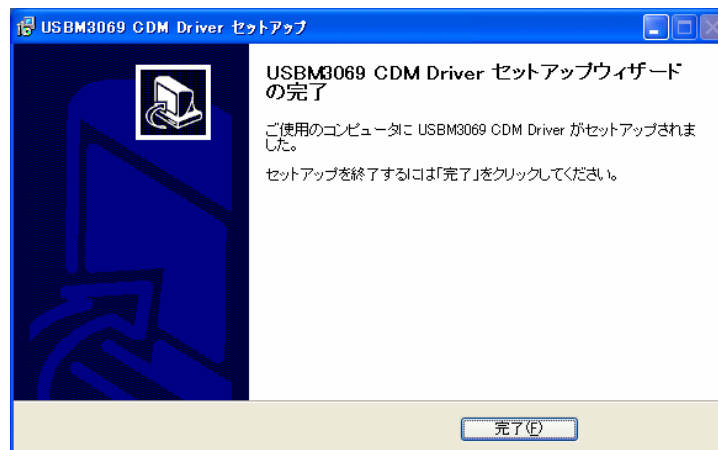 USBM3069 CDM Driver セットアップ
USBM3069 CDM Driver セットアップウィザード
の完了
ご使用のコンピュータに USBM3069 CDM Driver がセットアップされま
した。
セットアップを終了するには「完了」をクリックしてください。
完了(F)